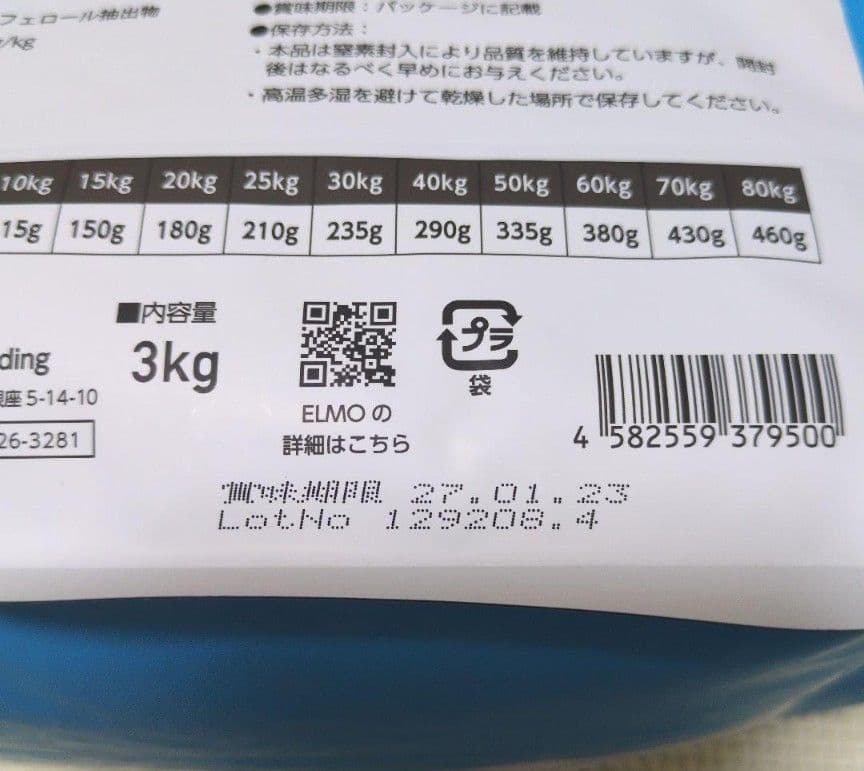 フェロール抽出物
/kg
●賞味期限：パッケージに記載
●保存方法：
・本品は窒素封入により品質を維持していますが、開封
後はなるべく早めにお与えください。
・高温多湿を避けて乾燥した場所で保存してください。
10kg 15kg 20kg 25kg 30kg 40kg 50kg 60kg 70kg 80kg
15g 150g 180g 210g 235g 290g 335g 380g 430g 460g
■内容量
3kg
ding
座5-14-10
26-3281
ELMOの
詳細はこちら
プラ
袋
4 582559 379500
賞味期限 27.01.23
LotNo 129208.4